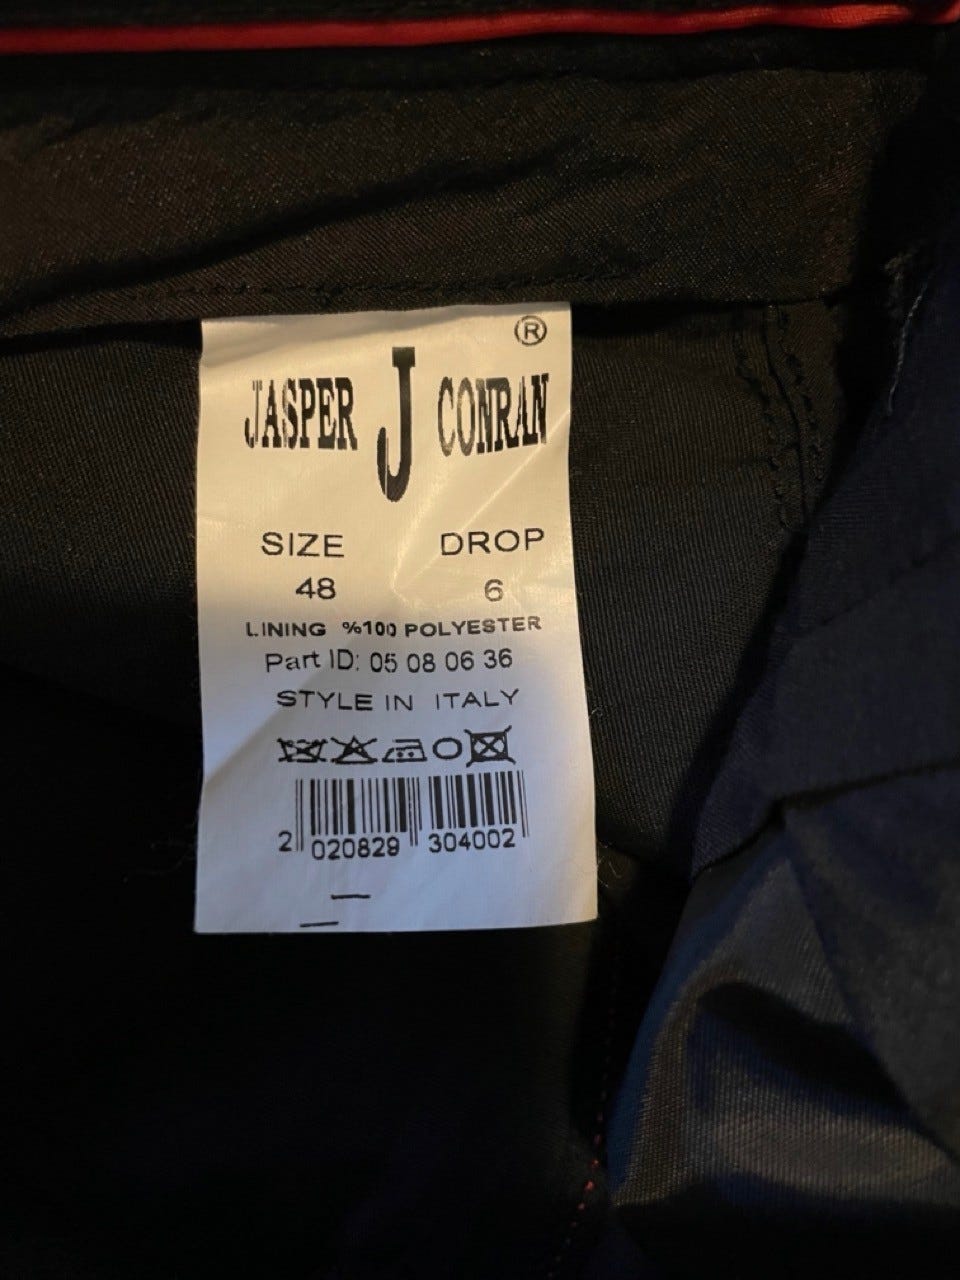 ®
JASPER J CONRAN
SIZE DROP
48 6
LINING %100 POLYESTER
Part ID: 05 08 06 36
STYLE IN ITALY
2 020829 304002